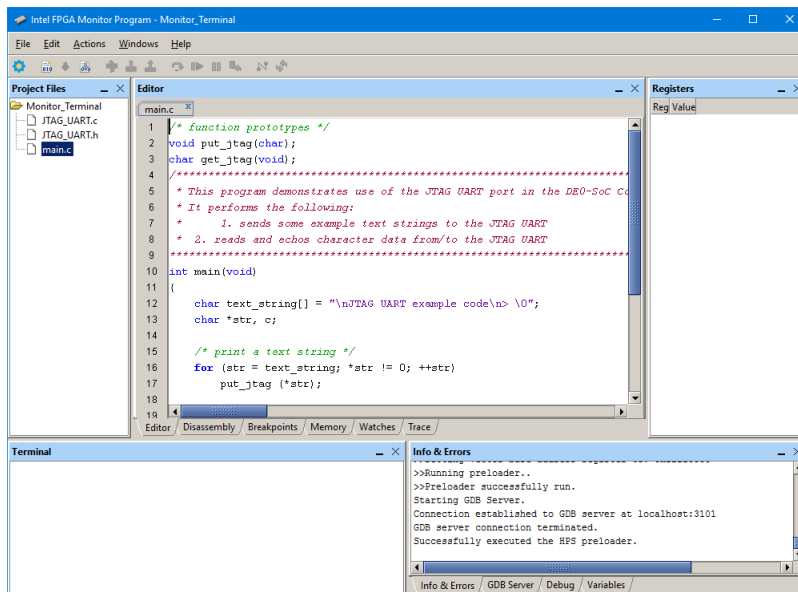 Intel FPGA Monitor Program - Monitor_Terminal
File Edit Actions Windows Help
Project Files
Monitor_Terminal
JTAG_UART.c
JTAG_UART.h
main.c
Editor
main.c
1 /* function prototypes */
2 void put_jtag(char);
3 char get_jtag(void);
4 /***********************************************************************
5 * This program demonstrates use of the JTAG UART port in the DE0-SoC Co
6 * It performs the following:
7 * 1. sends some example text strings to the JTAG UART
8 * 2. reads and echos character data from/to the JTAG UART
9 ***********************************************************************
10 int main(void)
11 {
12 char text_string[] = "\nJTAG UART example code\n> \0";
13 char *str, c;
14
15 /* print a text string */
16 for (str = text_string; *str != 0; ++str)
17 put_jtag (*str);
18
19
Editor Disassembly Breakpoints Memory Watches Trace
Registers
Reg Value
Terminal
Info & Errors
>>Running preloader..
>>Preloader successfully run.
Starting GDB Server.
Connection established to GDB server at localhost:3101
GDB server connection terminated.
Successfully executed the HPS preloader.
Info & Errors GDB Server Debug Variables